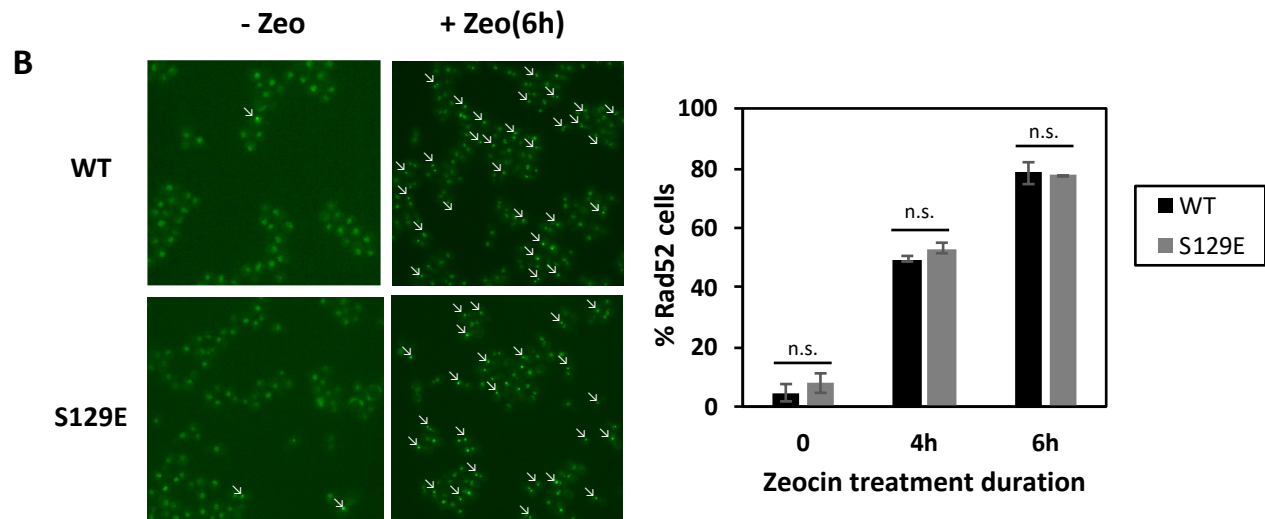 B
- Zeo
+ Zeo(6h)
WT
S129E
% Rad52 cells
100
80
60
40
20
0
n.s.
n.s.
n.s.
0
4h
6h
Zeocin treatment duration
WT
S129E